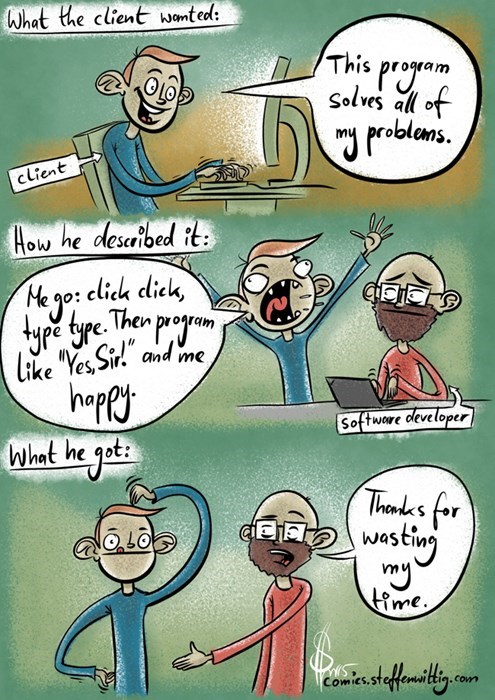 What the client wanted:
This program
solves all of
my problems.
client
How he described it:
Me go: click click,
type type. Then program
like "Yes, Sir!" and me
happy.
software developer
What he got:
Thanks for
wasting
my
time.
comics.steffenwittig.com